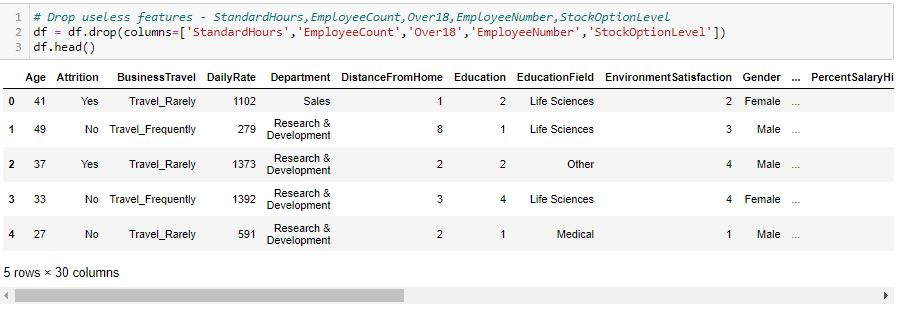 1 # Drop useless features - StandardHours,EmployeeCount,Over18,EmployeeNumber,StockOptionLevel
2 df = df.drop(columns=['StandardHours','EmployeeCount','Over18','EmployeeNumber','StockOptionLevel'])
3 df.head()
Age Attrition BusinessTravel DailyRate Department DistanceFromHome Education EducationField EnvironmentSatisfaction Gender ... PercentSalaryHi
0 41 Yes Travel_Rarely 1102 Sales 1 2 Life Sciences 2 Female ...
1 49 No Travel_Frequently 279 Research & Development 8 1 Life Sciences 3 Male ...
2 37 Yes Travel_Rarely 1373 Research & Development 2 2 Other 4 Male ...
3 33 No Travel_Frequently 1392 Research & Development 3 4 Life Sciences 4 Female ...
4 27 No Travel_Rarely 591 Research & Development 2 1 Medical 1 Male ...
5 rows × 30 columns